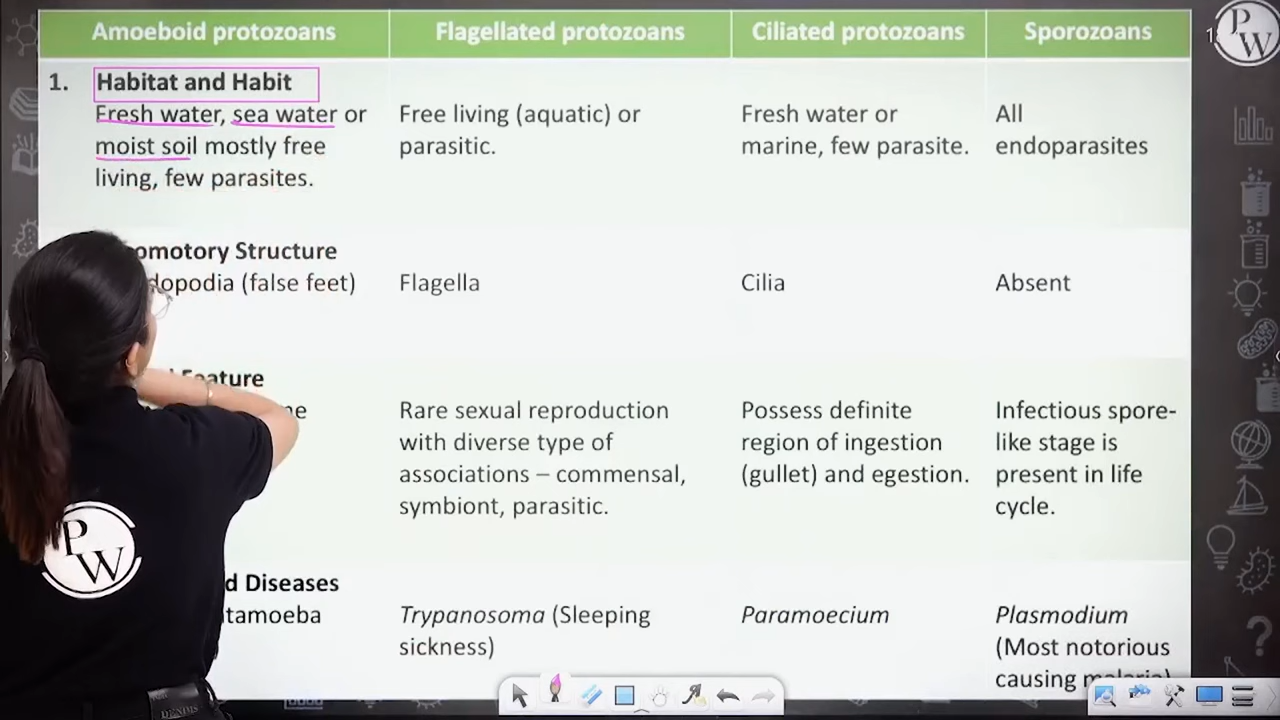 Amoeboid protozoans
Flagellated protozoans
Ciliated protozoans
Sporozoans
1. Habitat and Habit
Fresh water, sea water or
moist soil mostly free
living, few parasites.
Free living (aquatic) or
parasitic.
Fresh water or
marine, few parasite.
All
endoparasites
Structure
(false feet)
Flagella
Cilia
Absent
Feature
Rare sexual reproduction
with diverse type of
associations – commensal,
symbiont, parasitic.
Possess definite
region of ingestion
(gullet) and egestion.
Infectious spore-
like stage is
present in life
cycle.
Diseases
Trypanosoma (Sleeping
sickness)
Paramoecium
Plasmodium
(Most notorious
causing malaria)
PW
PW